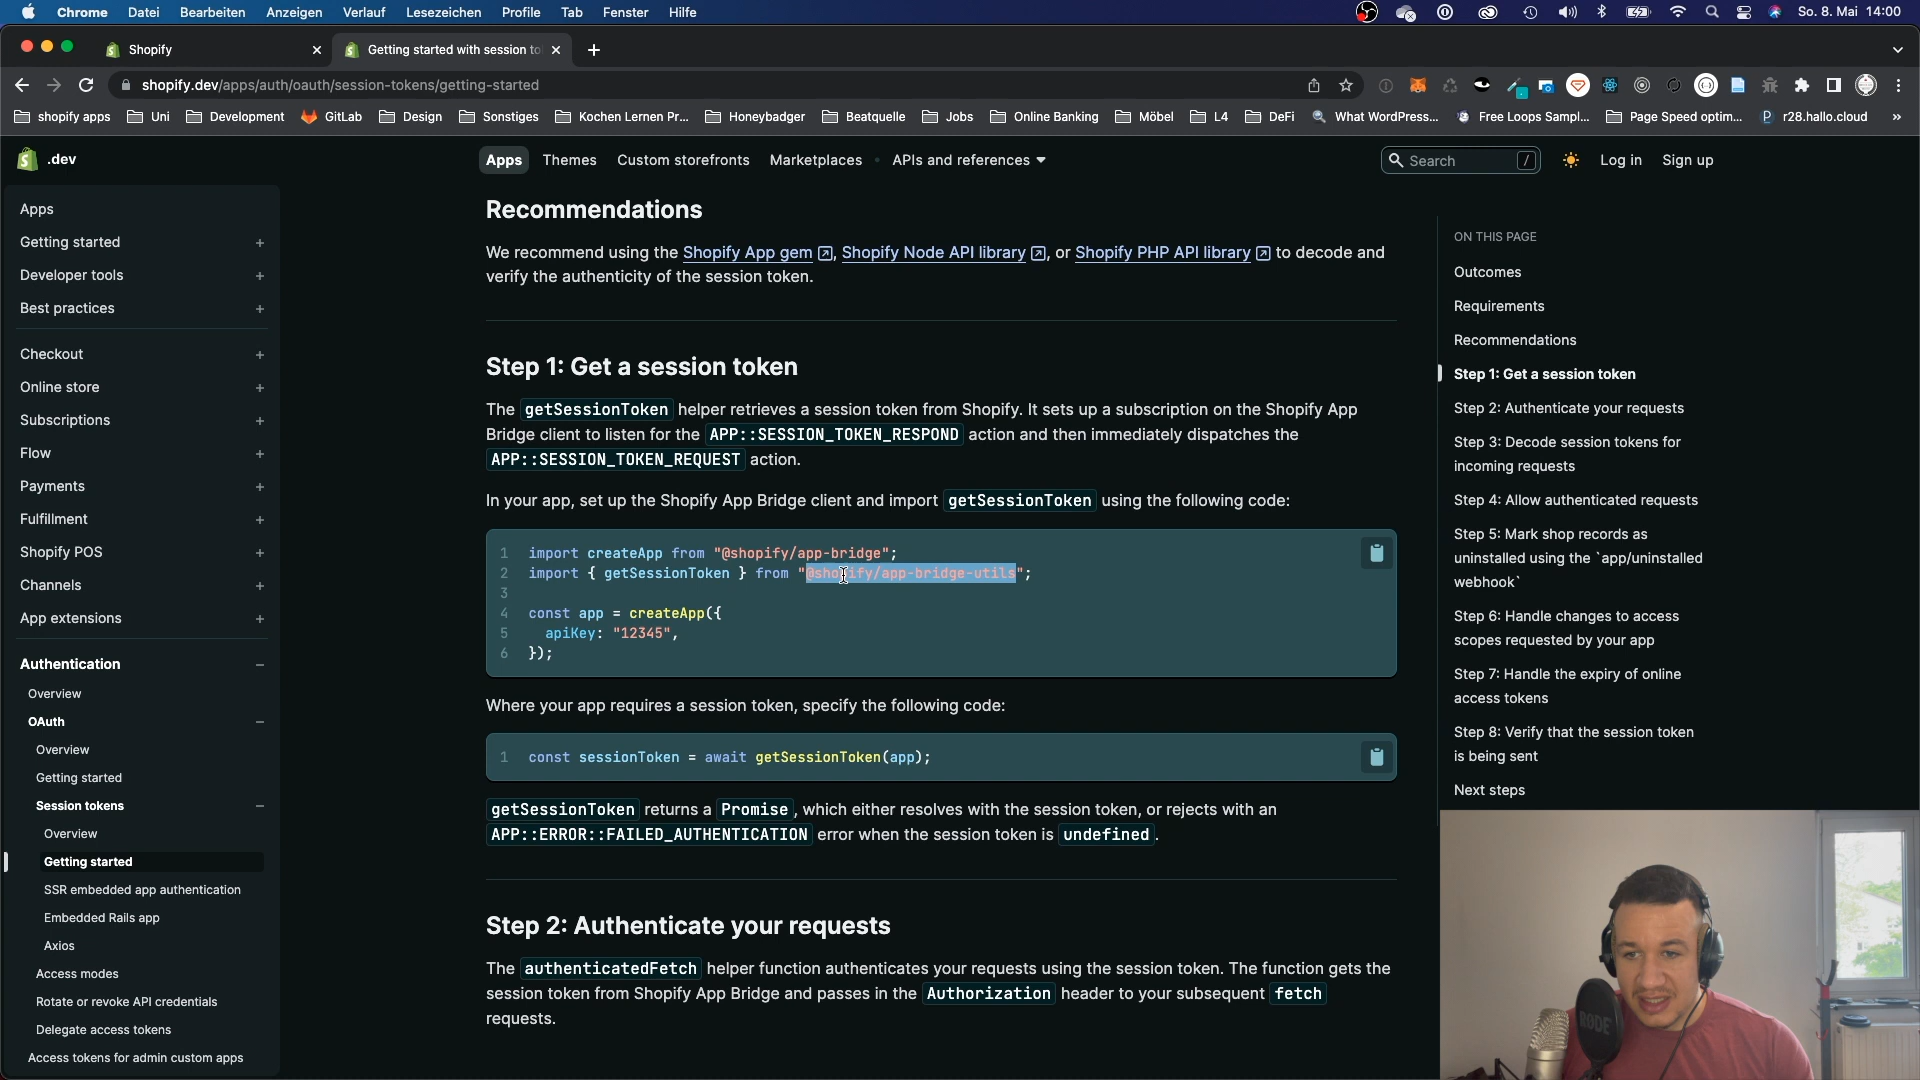 Chrome Datei Bearbeiten Anzeigen Verlauf Lesezeichen Profile Tab Fenster Hilfe So. 8. Mai 14:00
Shopify
Getting started with session to
shopify.dev/apps/auth/oauth/session-tokens/getting-started
shopify apps Uni Development GitLab Design Sonstiges Kochen Lernen Pr... Honeybadger Beatquelle Jobs Online Banking Möbel L4 DeFi What WordPress... Free Loops Sampl... Page Speed optim... r28.hallo.cloud »
.dev
Apps Themes Custom storefronts Marketplaces APIs and references
Search /
Log in Sign up
Apps
Getting started +
Developer tools +
Best practices +
Checkout +
Online store +
Subscriptions +
Flow +
Payments +
Fulfillment +
Shopify POS +
Channels +
App extensions +
Authentication −
Overview
OAuth −
Overview
Getting started
Session tokens −
Overview
Getting started
SSR embedded app authentication
Embedded Rails app
Axios
Access modes
Rotate or revoke API credentials
Delegate access tokens
Access tokens for admin custom apps
Recommendations
We recommend using the Shopify App gem, Shopify Node API library, or Shopify PHP API library to decode and
verify the authenticity of the session token.
Step 1: Get a session token
The getSessionToken helper retrieves a session token from Shopify. It sets up a subscription on the Shopify App
Bridge client to listen for the APP::SESSION_TOKEN_RESPOND action and then immediately dispatches the
APP::SESSION_TOKEN_REQUEST action.
In your app, set up the Shopify App Bridge client and import getSessionToken using the following code:
1 import createApp from "@shopify/app-bridge";
2 import { getSessionToken } from "@shopify/app-bridge-utils";
3
4 const app = createApp({
5 apiKey: "12345",
6 });
Where your app requires a session token, specify the following code:
1 const sessionToken = await getSessionToken(app);
getSessionToken returns a Promise, which either resolves with the session token, or rejects with an
APP::ERROR::FAILED_AUTHENTICATION error when the session token is undefined.
Step 2: Authenticate your requests
The authenticatedFetch helper function authenticates your requests using the session token. The function gets the
session token from Shopify App Bridge and passes in the Authorization header to your subsequent fetch
requests.
ON THIS PAGE
Outcomes
Requirements
Recommendations
Step 1: Get a session token
Step 2: Authenticate your requests
Step 3: Decode session tokens for
incoming requests
Step 4: Allow authenticated requests
Step 5: Mark shop records as
uninstalled using the `app/uninstalled
webhook`
Step 6: Handle changes to access
scopes requested by your app
Step 7: Handle the expiry of online
access tokens
Step 8: Verify that the session token
is being sent
Next steps
RODE